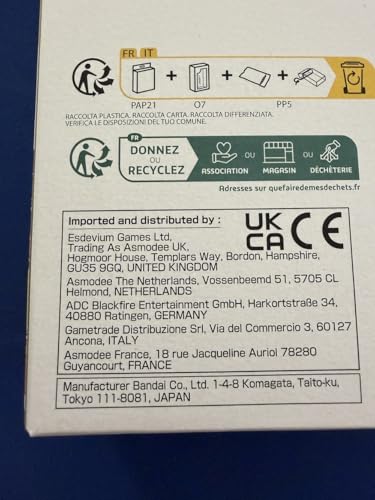 FR IT
+ + +
PAP21 O7 PP5
RACCOLTA PLASTICA. RACCOLTA CARTA. RACCOLTA DIFFERENZIATA.
VERIFICA LE DISPOSIZIONI DEL TUO COMUNE.
FR
DONNEZ
OU RECYCLEZ
ASSOCIATION OU MAGASIN OU DÉCHÈTERIE
Adresses sur quefairedemesdechets.fr
Imported and distributed by :
UK
CA CE
Esdevium Games Ltd,
Trading As Asmodee UK,
Hogmoor House, Templars Way, Bordon, Hampshire,
GU35 9GQ, UNITED KINGDOM
Asmodee The Netherlands, Vossenbeemd 51, 5705 CL
Helmond, NETHERLANDS
ADC Blackfire Entertainment GmbH, Harkortstraße 34,
40880 Ratingen, GERMANY
Gametrade Distribuzione Srl, Via del Commercio 3, 60127
Ancona, ITALY
Asmodee France, 18 rue Jacqueline Auriol 78280
Guyancourt, FRANCE
Manufacturer Bandai Co., Ltd. 1-4-8 Komagata, Taito-ku,
Tokyo 111-8081, JAPAN